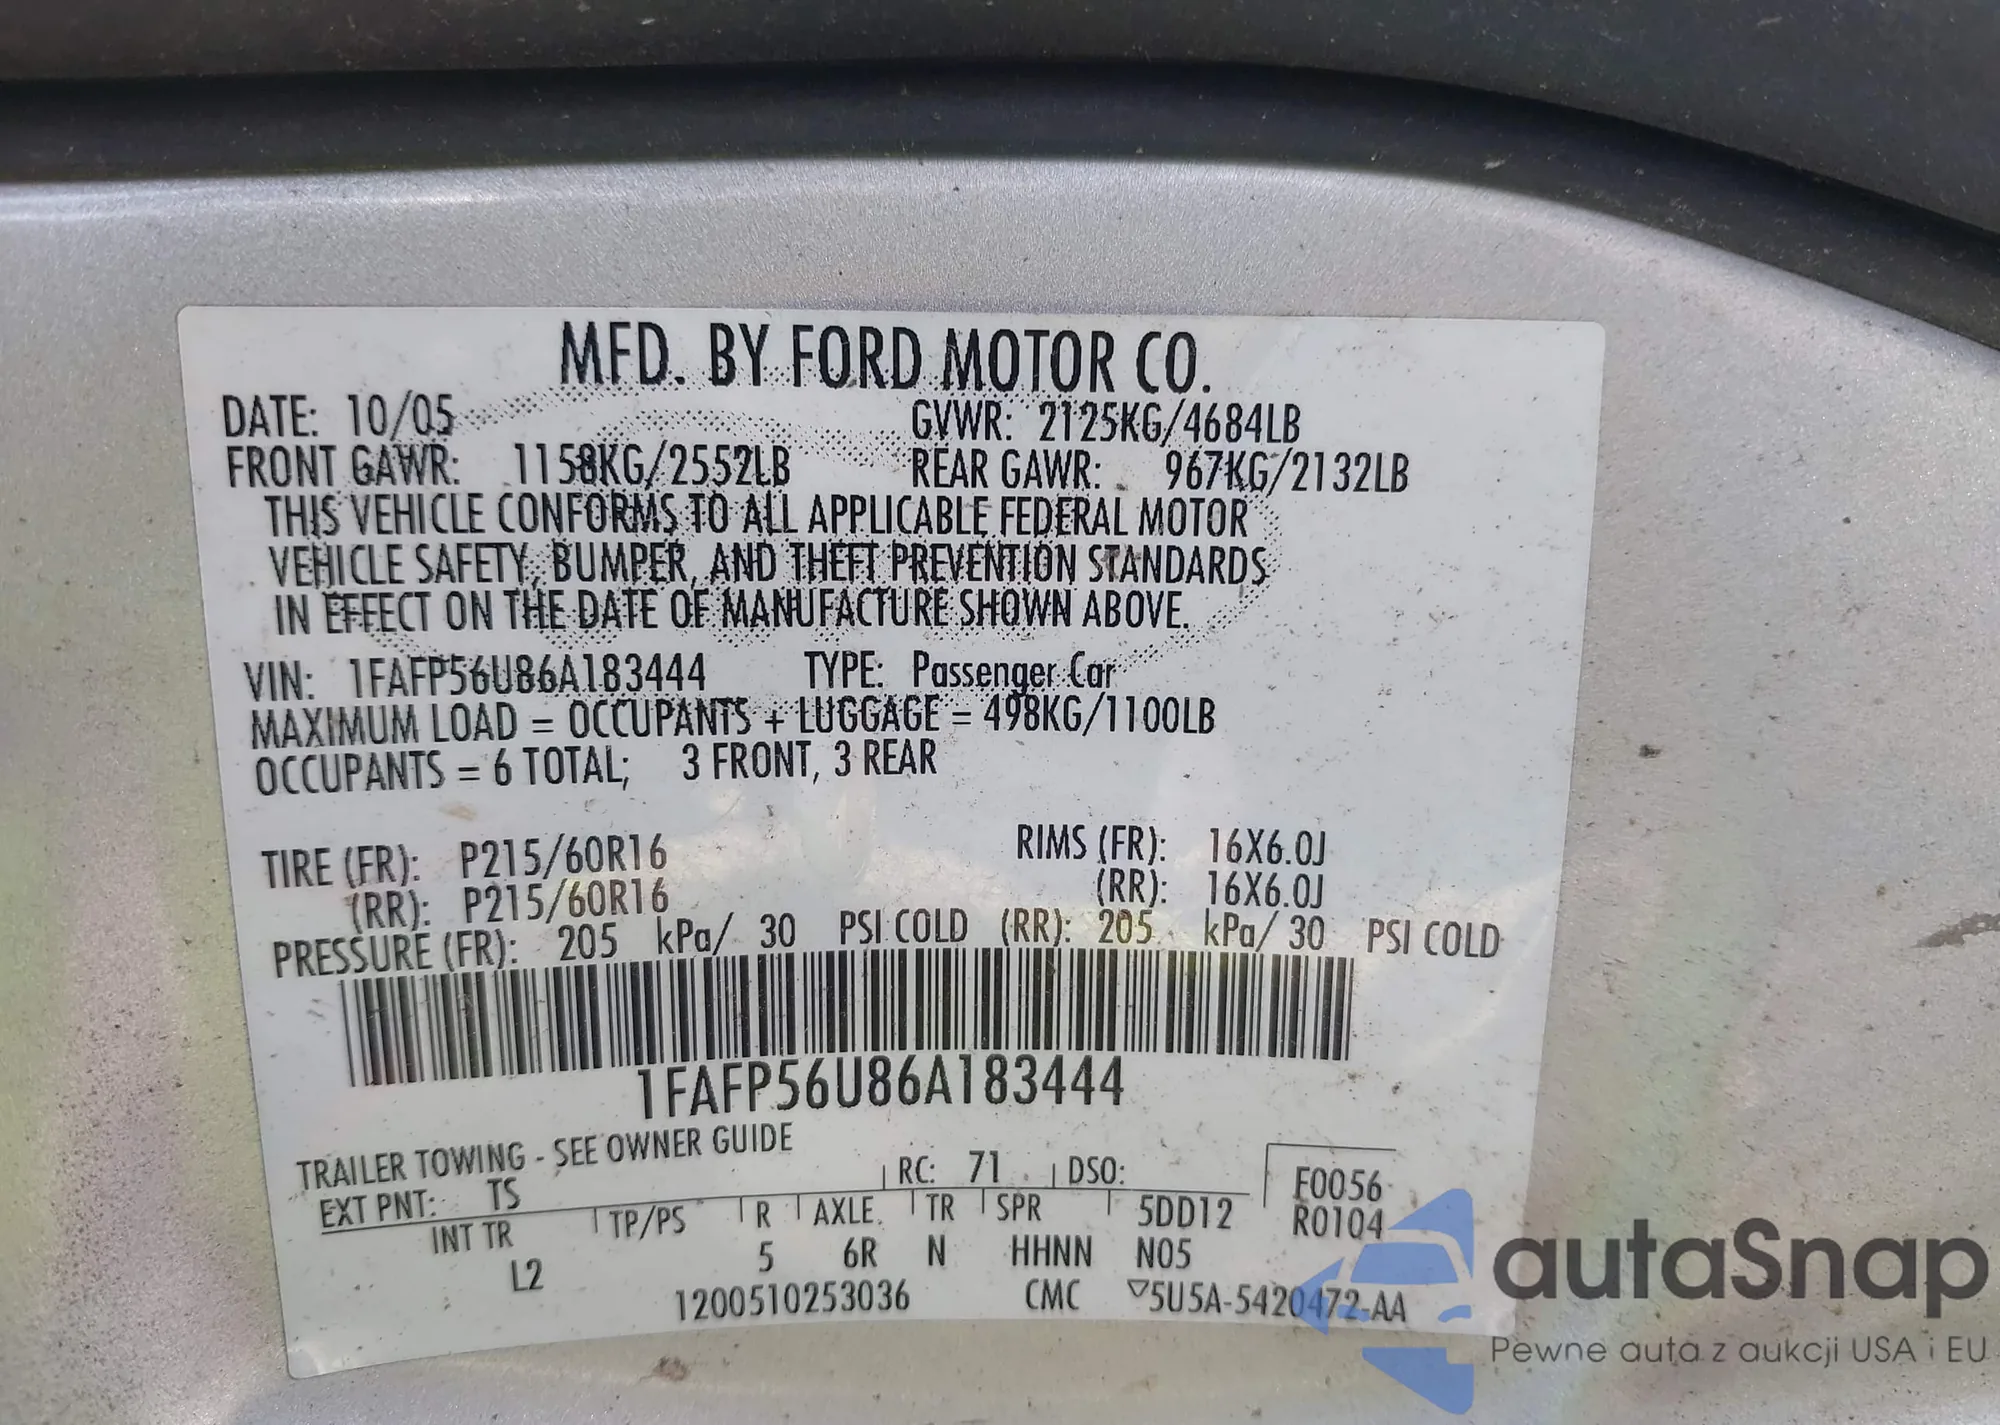 MFD. BY FORD MOTOR CO.
DATE: 10/05 GVWR: 2125KG/4684LB
FRONT GAWR: 1158KG/2552LB REAR GAWR: 967KG/2132LB
THIS VEHICLE CONFORMS TO ALL APPLICABLE FEDERAL MOTOR
VEHICLE SAFETY, BUMPER, AND THEFT PREVENTION STANDARDS
IN EFFECT ON THE DATE OF MANUFACTURE SHOWN ABOVE.
VIN: 1FAFP56U86A183444 TYPE: Passenger Car
MAXIMUM LOAD = OCCUPANTS + LUGGAGE = 498KG/1100LB
OCCUPANTS = 6 TOTAL; 3 FRONT, 3 REAR
TIRE (FR): P215/60R16 RIMS (FR): 16X6.0J
(RR): P215/60R16 (RR): 16X6.0J
PRESSURE (FR): 205 kPa/ 30 PSI COLD (RR): 205 kPa/ 30 PSI COLD
1FAFP56U86A183444
TRAILER TOWING - SEE OWNER GUIDE
EXT PNT: TS RC: 71 DSO: F0056
INT TR TP/PS R AXLE TR SPR 5DD12 R0104
L2 5 6R N HHNN N05
1200510253036 CMC ▽5U5A-5420472-AA
autaSnap
Pewne auta z aukcji USA i EU